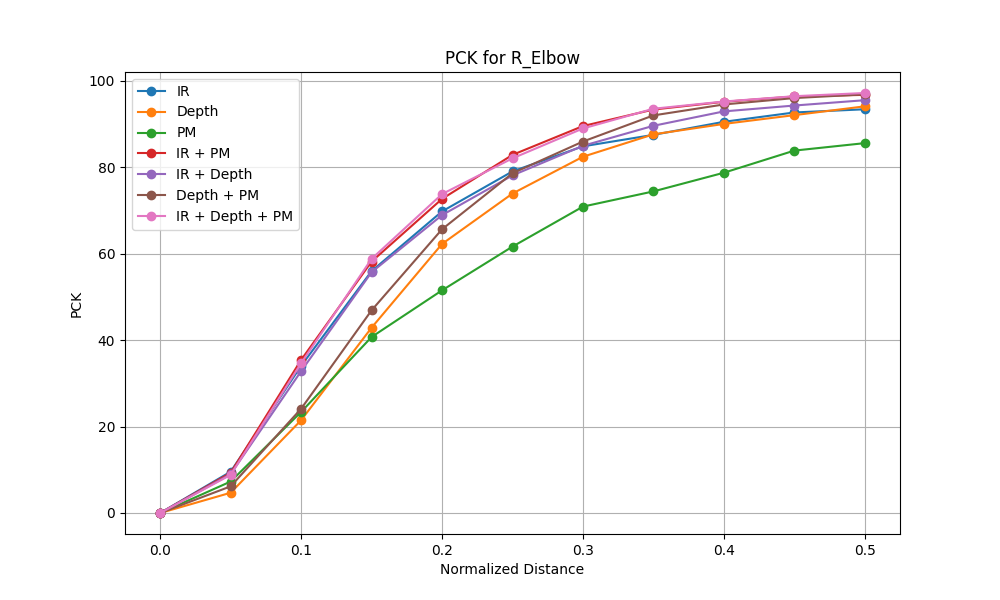 PCK for R_Elbow
100
80
60
40
20
0
PCK
IR
Depth
PM
IR + PM
IR + Depth
Depth + PM
IR + Depth + PM
0.0 0.1 0.2 0.3 0.4 0.5
Normalized Distance